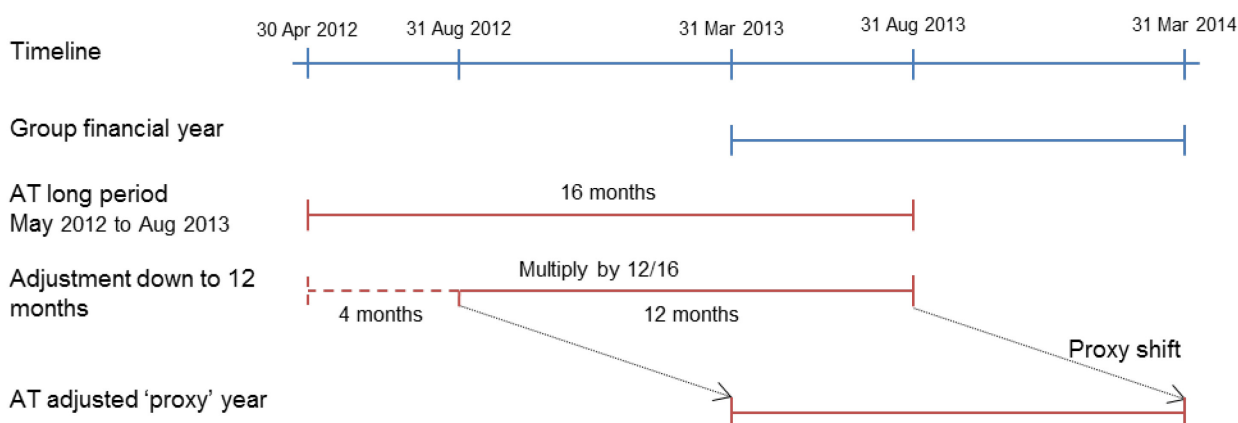 30 Apr 2012
31 Aug 2012
31 Mar 2013
31 Aug 2013
31 Mar 2014
Timeline
Group financial year
AT long period
May 2012 to Aug 2013
16 months
Adjustment down to 12
months
Multiply by 12/16
4 months
12 months
Proxy shift
AT adjusted ‘proxy’ year